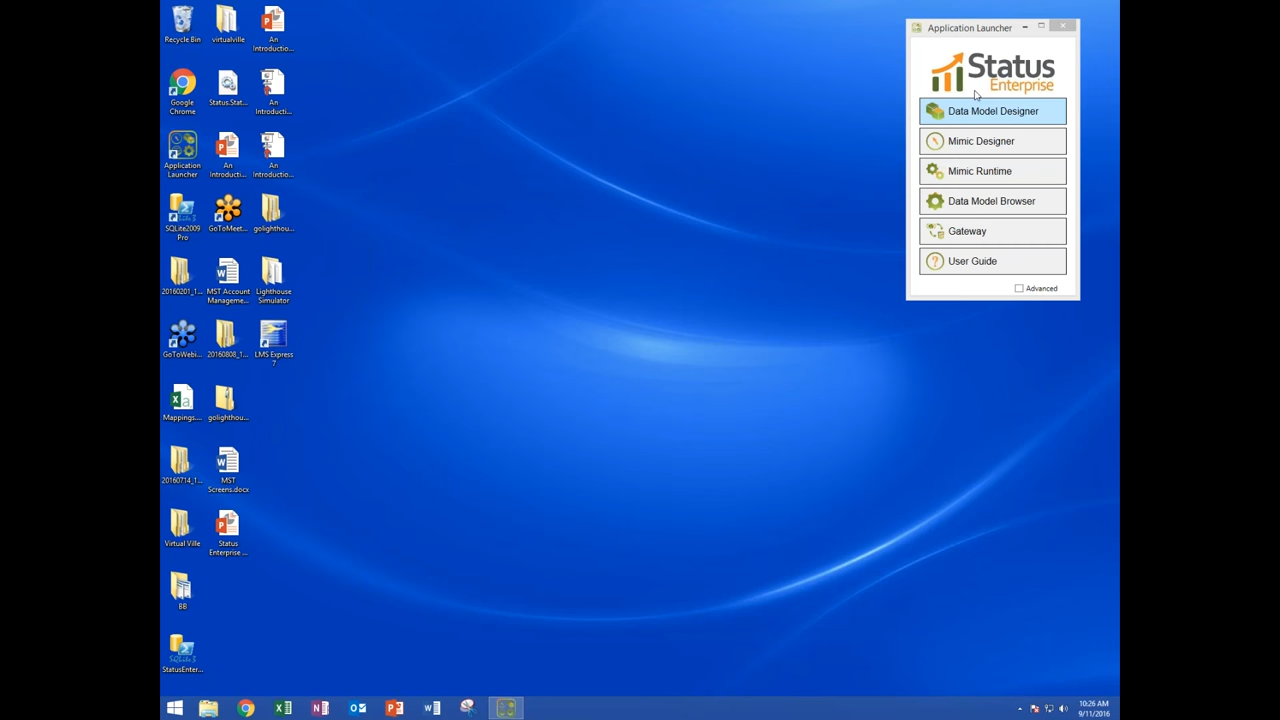 Recycle Bin
virtualville
An
Introductio...
Google
Chrome
Status.Stat...
An
Introducti...
Application
Launcher
An
Introducti...
An
Introducti...
SQLite2009
Pro
GoToMeet...
golighthou...
20160201_1...
MST Account
Manageme...
Lighthouse
Simulator
GoToWebi...
20160808_1...
LMS Express
7
Mappings....
golighthou...
20160714_1...
MST
Screens.docx
Virtual Ville
Status
Enterprise ...
BB
StatusEnter...
Application Launcher
Status
Enterprise
Data Model Designer
Mimic Designer
Mimic Runtime
Data Model Browser
Gateway
User Guide
Advanced
10:26 AM
9/11/2016